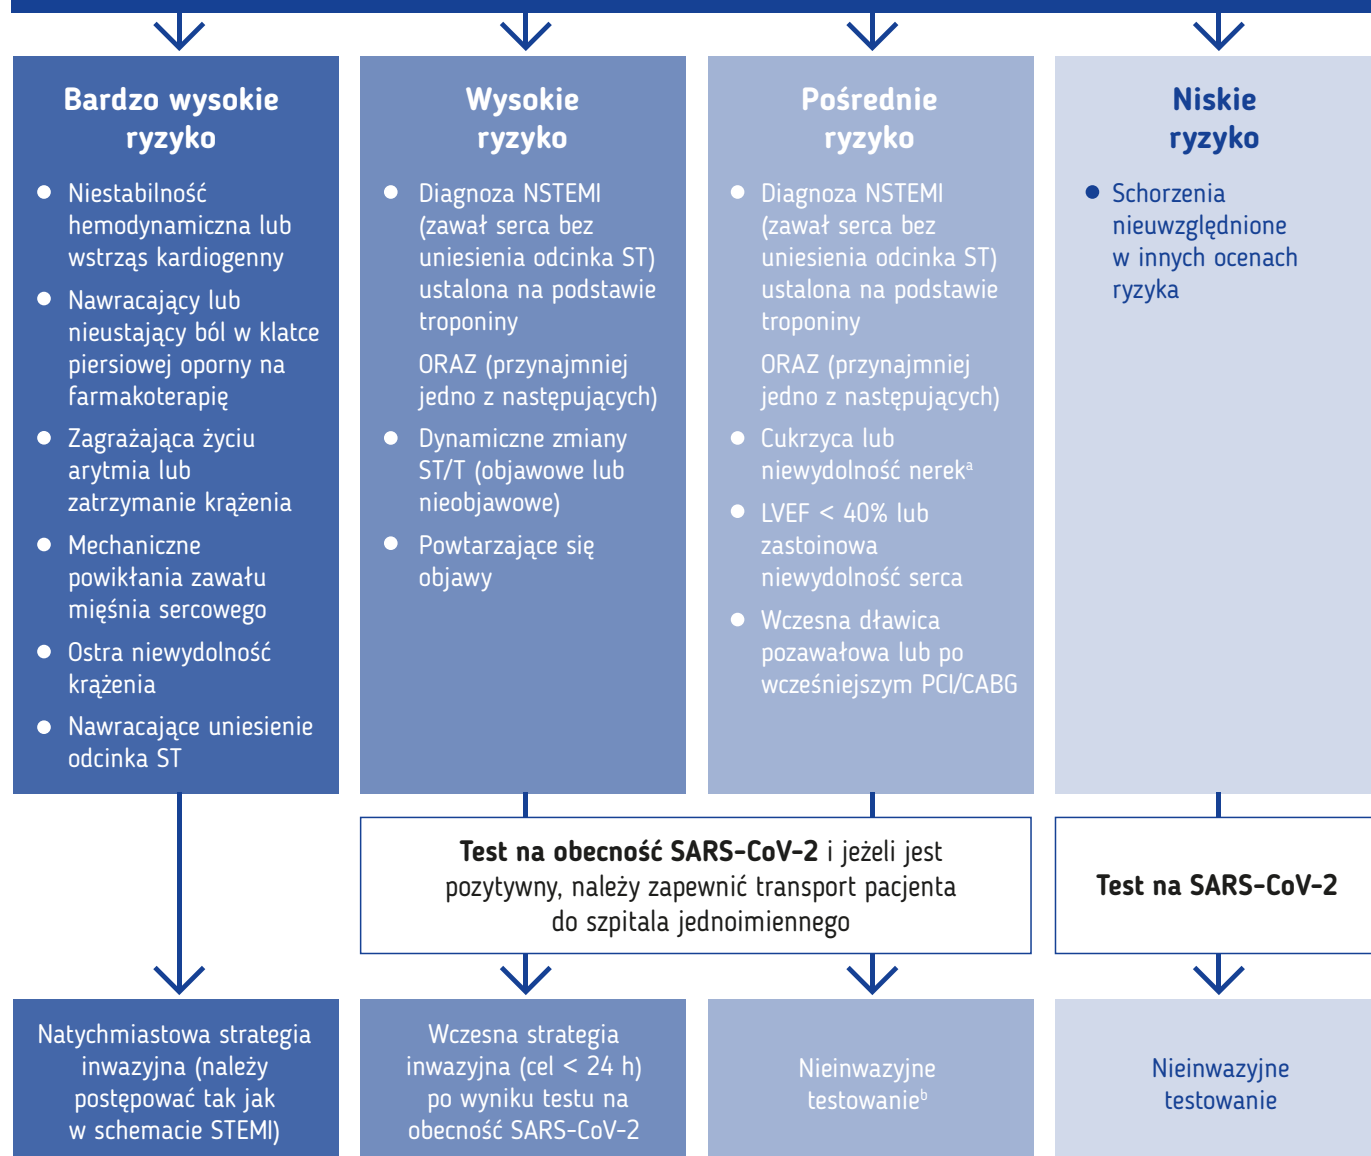 Bardzo wysokie
ryzyko
Niestabilność
hemodynamiczna lub
wstrząs kardiogenny
Nawracający lub
nieustający ból w klatce
piersiowej oporny na
farmakoterapię
Zagrażająca życiu
arytmia lub
zatrzymanie krążenia
Mechaniczne
powikłania zawału
mięśnia sercowego
Ostra niewydolność
krążenia
Nawracające uniesienie
odcinka ST
Wysokie
ryzyko
Diagnoza NSTEMI
(zawał serca bez
uniesienia odcinka ST)
ustalona na podstawie
troponiny
ORAZ (przynajmniej
jedno z następujących)
Dynamiczne zmiany
ST/T (objawowe lub
nieobjawowe)
Powtarzające się
objawy
Pośrednie
ryzyko
Diagnoza NSTEMI
(zawał serca bez
uniesienia odcinka ST)
ustalona na podstawie
troponiny
ORAZ (przynajmniej
jedno z następujących)
Cukrzyca lub
niewydolność nerekᵃ
LVEF < 40% lub
zastoinowa
niewydolność serca
Wczesna dławica
pozawałowa lub po
wcześniejszym PCI/CABG
Niskie
ryzyko
Schorzenia
nieuwzględnione
w innych ocenach
ryzyka
Test na obecność SARS-CoV-2 i jeżeli jest
pozytywny, należy zapewnić transport pacjenta
do szpitala jednoimiennego
Test na SARS-CoV-2
Natychmiastowa strategia
inwazyjna (należy
postępować tak jak
w schemacie STEMI)
Wczesna strategia
inwazyjna (cel < 24 h)
po wyniku testu na
obecność SARS-CoV-2
Nieinwazyjne
testowanieᵇ
Nieinwazyjne
testowanie